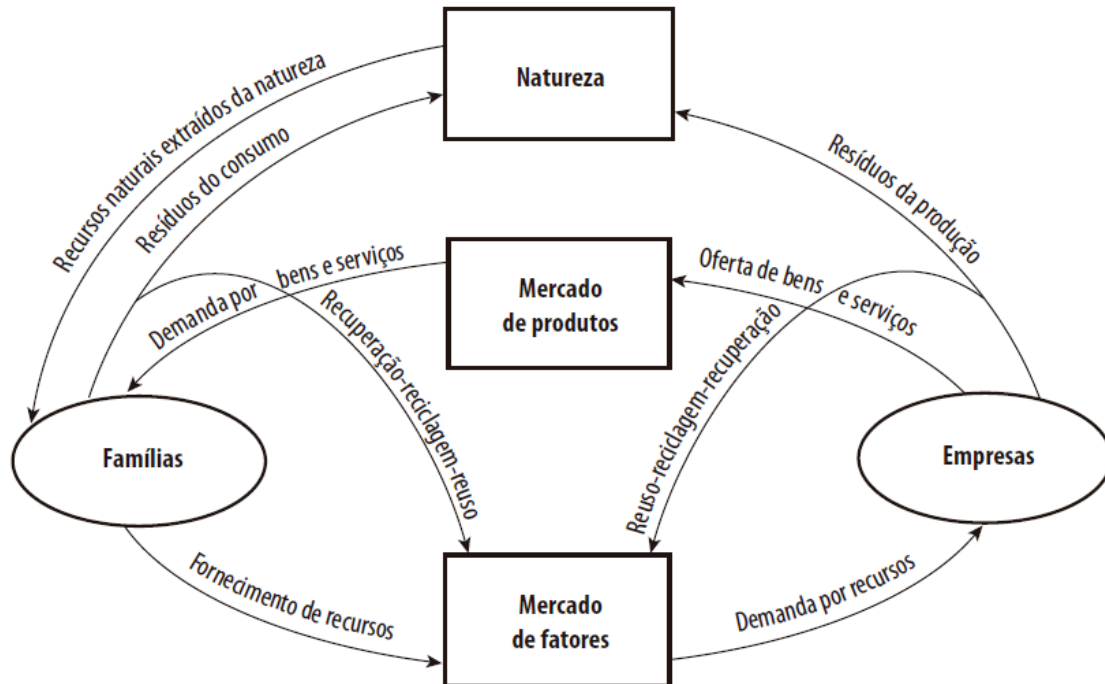 Natureza
Recursos naturais extraídos da natureza
Resíduos do consumo
Resíduos da produção
Demanda por bens e serviços
Mercado
de produtos
Oferta de bens e serviços
Recuperação-reciclagem-reuso
Reuso-reciclagem-recuperação
Famílias
Empresas
Fornecimento de recursos
Mercado
de fatores
Demanda por recursos